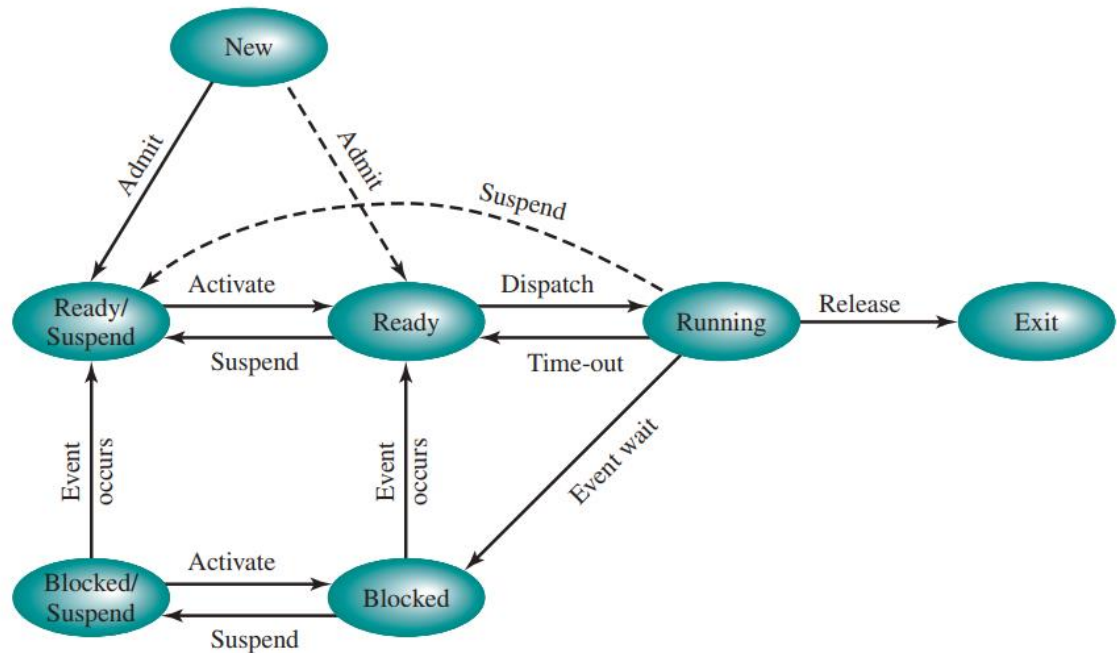 New
Admit
Admit
Suspend
Ready/
Suspend
Activate
Suspend
Ready
Dispatch
Time-out
Running
Release
Exit
Event
occurs
Event
occurs
Event wait
Blocked/
Suspend
Activate
Suspend
Blocked